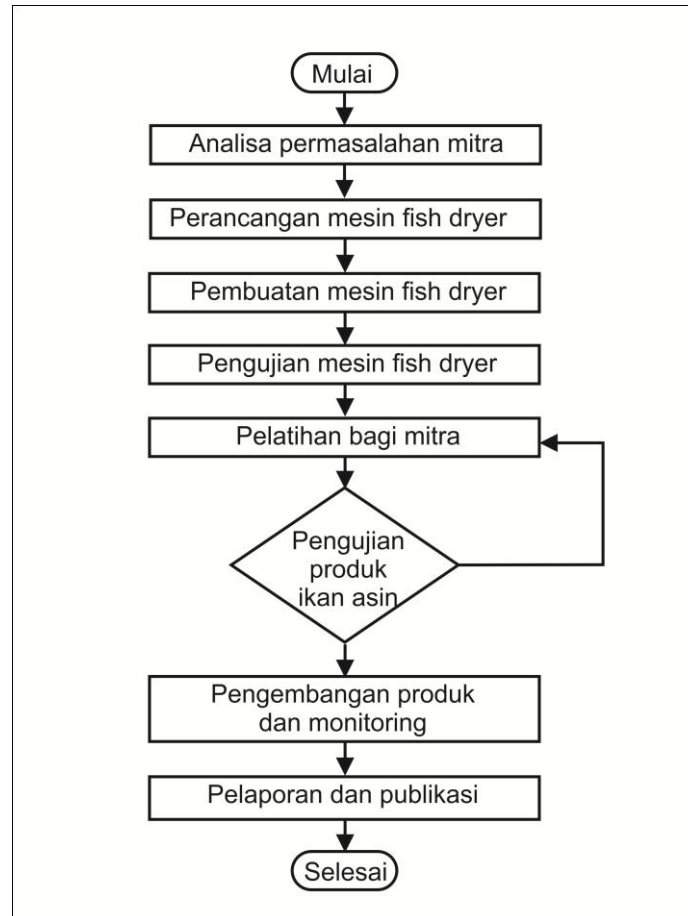 Mulai
Analisa permasalahan mitra
Perancangan mesin fish dryer
Pembuatan mesin fish dryer
Pengujian mesin fish dryer
Pelatihan bagi mitra
Pengujian
produk
ikan asin
Pengembangan produk
dan monitoring
Pelaporan dan publikasi
Selesai